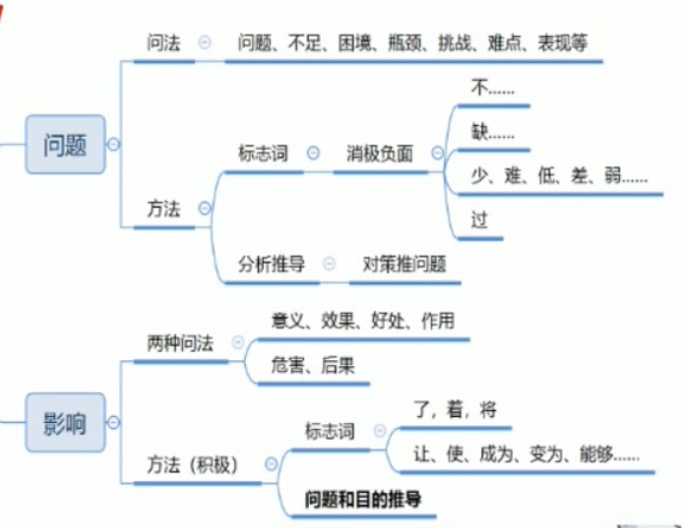 问题
问法
问题、不足、困境、瓶颈、挑战、难点、表现等
方法
标志词
消极负面
不……
缺……
少、难、低、差、弱……
过
分析推导
对策推问题
影响
两种问法
意义、效果、好处、作用
危害、后果
方法（积极）
标志词
了，着，将
让、使、成为、变为、能够……
问题和目的推导